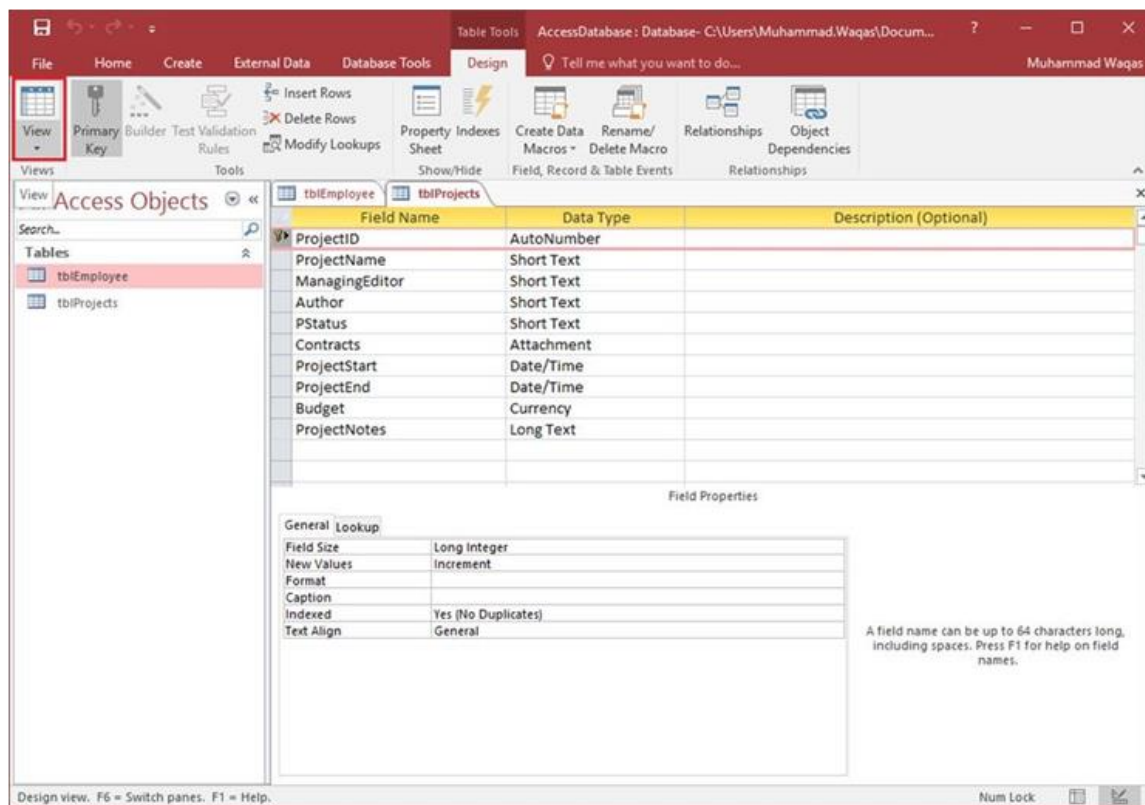 Table Tools AccessDatabase : Database- C:\Users\Muhammad.Waqas\Docum... ?
File Home Create External Data Database Tools Design Tell me what you want to do... Muhammad Waqas
View Primary Key Builder Test Validation Rules Insert Rows Delete Rows Modify Lookups Property Sheet Indexes Create Data Macros Rename/ Delete Macro Relationships Object Dependencies
Views Tools Show/Hide Field, Record & Table Events Relationships
View Access Objects «
Search...
Tables
tblEmployee
tblProjects
tblEmployee tblProjects
Field Name Data Type Description (Optional)
ProjectID AutoNumber
ProjectName Short Text
ManagingEditor Short Text
Author Short Text
PStatus Short Text
Contracts Attachment
ProjectStart Date/Time
ProjectEnd Date/Time
Budget Currency
ProjectNotes Long Text
Field Properties
General Lookup
Field Size Long Integer
New Values Increment
Format
Caption
Indexed Yes (No Duplicates)
Text Align General
A field name can be up to 64 characters long,
including spaces. Press F1 for help on field
names.
Design view. F6 = Switch panes. F1 = Help. Num Lock